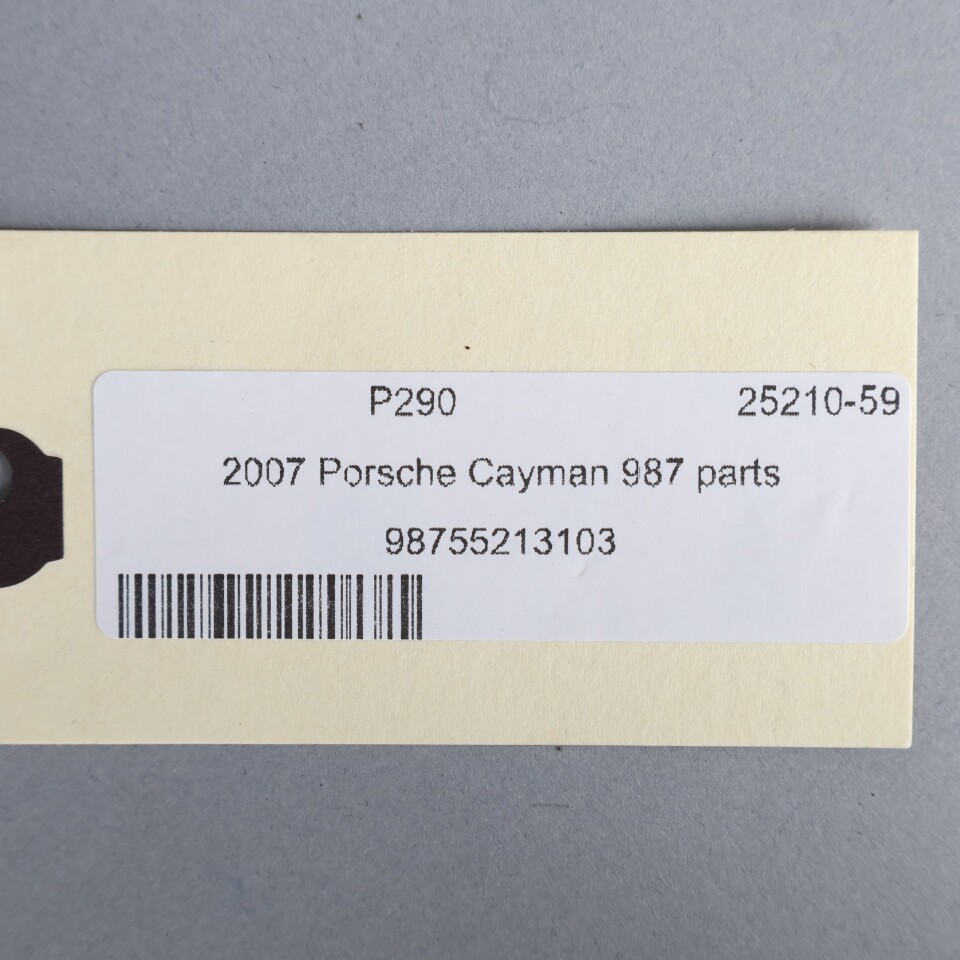 P290 25210-59
2007 Porsche Cayman 987 parts
98755213103